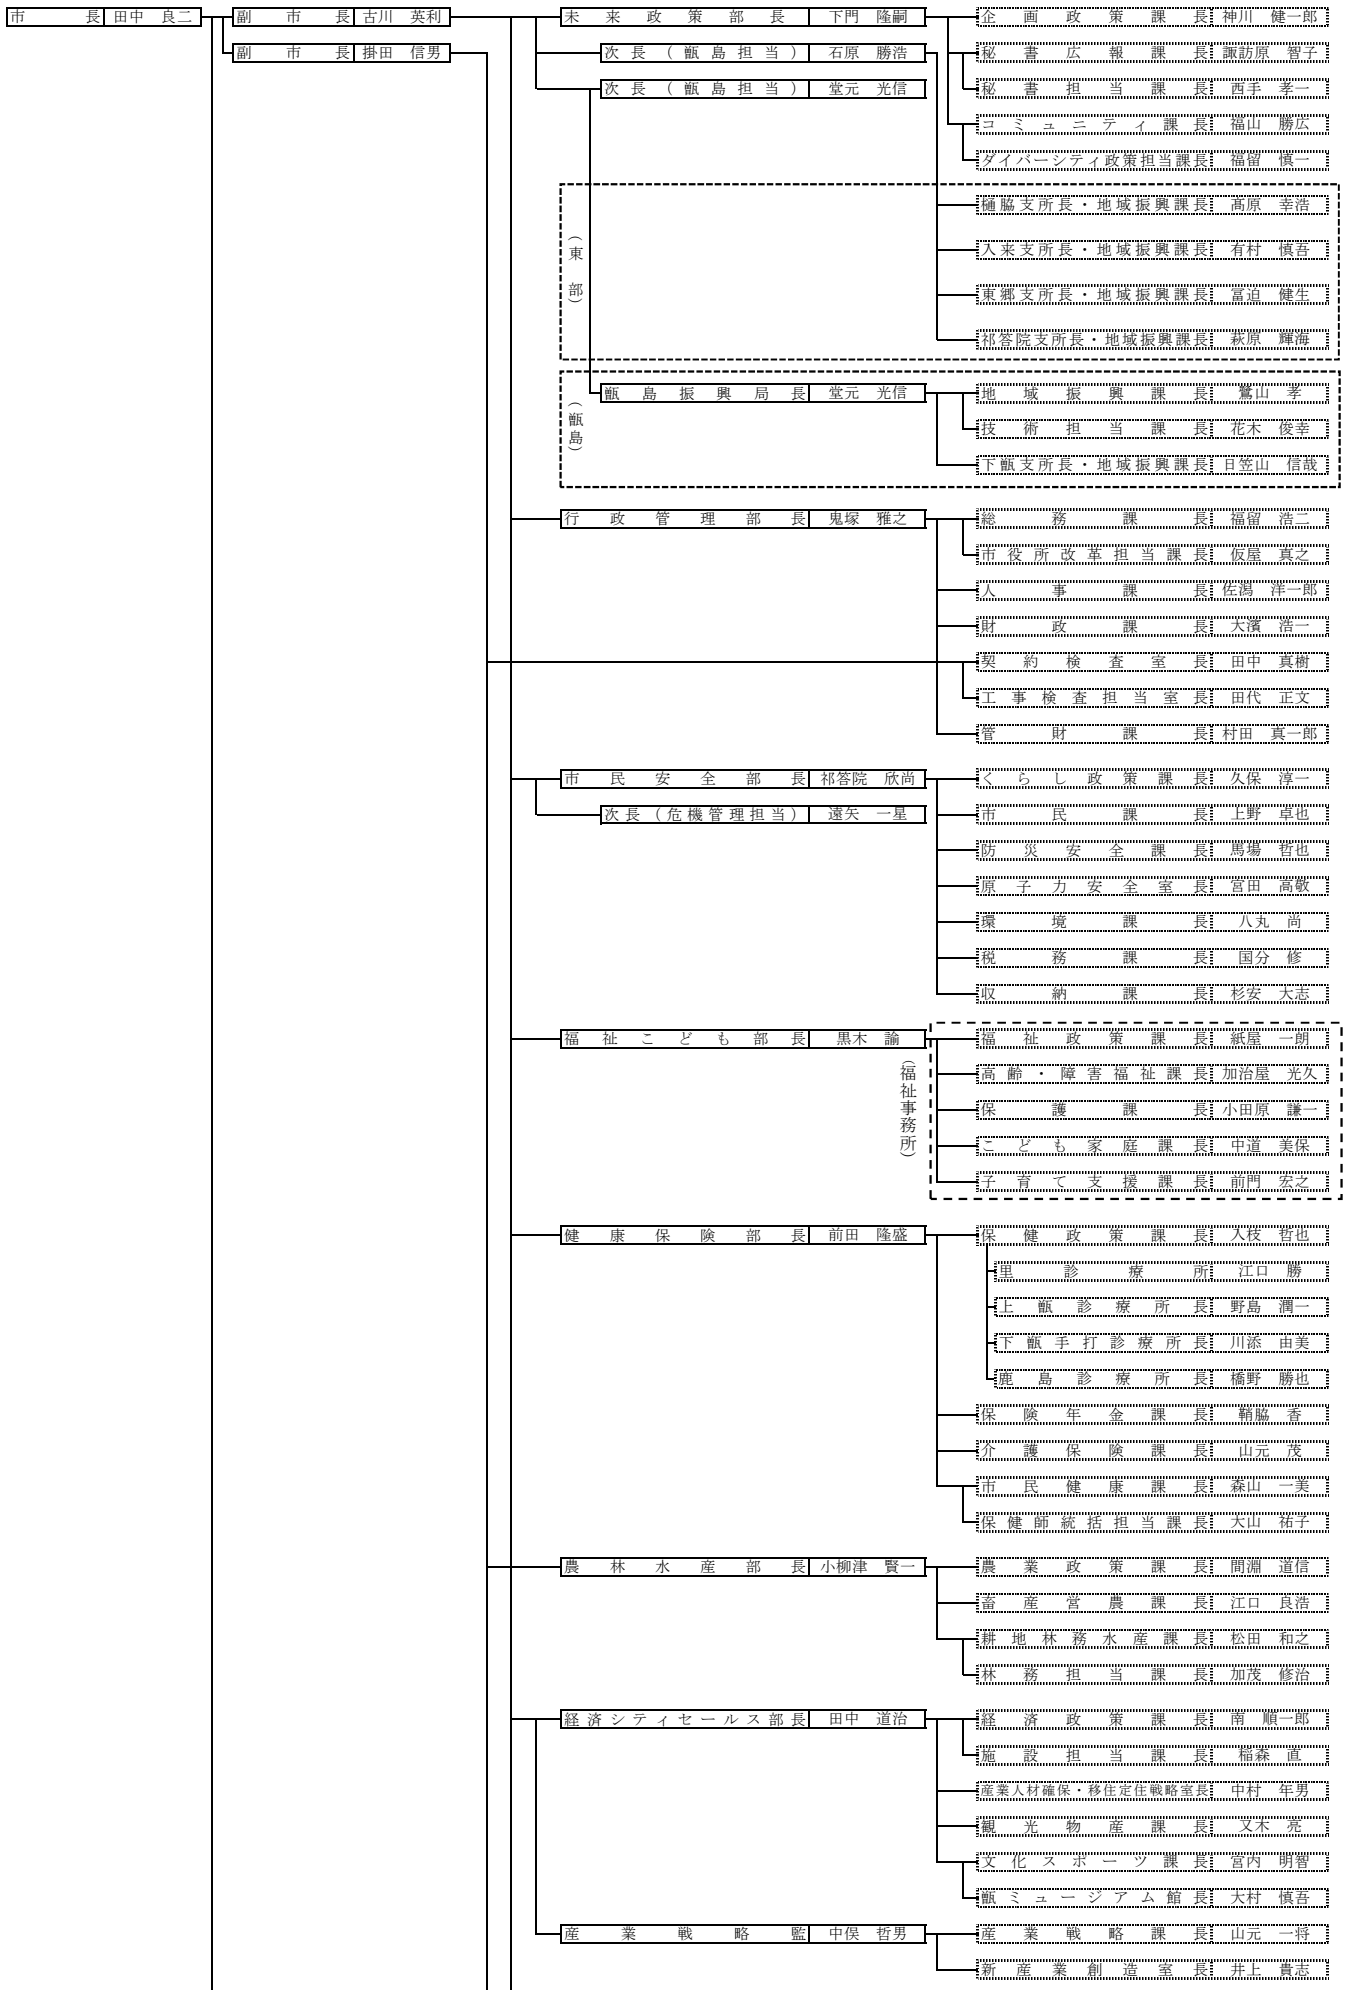 市長 田中 良二 副市長 古川 英利 未来政策部長 下門 隆嗣 企画政策課長 神川 健一郎
副市長 掛田 信男 次長(甑島担当) 石原 勝浩 秘書広報課長 諏訪原 智子
次長(甑島担当) 堂元 光信 秘書担当課長 西手 孝一
コミュニティ課長 福山 勝広
ダイバーシティ政策担当課長 福留 慎一
(東部)
樋脇支所長・地域振興課長 髙原 幸浩
入来支所長・地域振興課長 有村 慎吾
東郷支所長・地域振興課長 冨迫 健生
祁答院支所長・地域振興課長 萩原 輝海
(甑島)
甑島振興局長 堂元 光信 地域振興課長 鷺山 孝
技術担当課長 花木 俊幸
下甑支所長・地域振興課長 日笠山 信哉
行政管理部長 鬼塚 雅之 総務課長 福留 浩二
市役所改革担当課長 仮屋 真之
人事課長 佐潟 洋一郎
財政課長 大濱 浩一
契約検査室長 田中 真樹
工事検査担当室長 田代 正文
管財課長 村田 真一郎
市民安全部長 祁答院 欣尚 くらし政策課長 久保 淳一
次長(危機管理担当) 遠矢 一星 市民課長 上野 卓也
防災安全課長 馬場 哲也
原子力安全室長 宮田 高敬
環境課長 八丸 尚
税務課長 国分 修
収納課長 杉安 大志
福祉こども部長 黒木 諭 福祉政策課長 紙屋 一朗
(福祉事務所)
高齢・障害福祉課長 加治屋 光久
保護課長 小田原 謙一
こども家庭課長 中道 美保
子育て支援課長 前門 宏之
健康保険部長 前田 隆盛 保健政策課長 入枝 哲也
里診療所 江口 勝
上甑診療所長 野島 潤一
下甑手打診療所長 川添 由美
鹿島診療所長 橋野 勝也
保険年金課長 鞘脇 香
介護保険課長 山元 茂
市民健康課長 森山 一美
保健師統括担当課長 大山 祐子
農林水産部長 小柳津 賢一 農業政策課長 間淵 道信
畜産営農課長 江口 良浩
耕地林務水産課長 松田 和之
林務担当課長 加茂 修治
経済シティセールス部長 田中 道治 経済政策課長 南 順一郎
施設担当課長 稲森 直
産業人材確保・移住定住戦略室長 中村 年男
観光物産課長 又木 亮
文化スポーツ課長 宮内 明智
甑ミュージアム館長 大村 慎吾
産業戦略監 中俣 哲男 産業戦略課長 山元 一将
新産業創造室長 井上 貴志